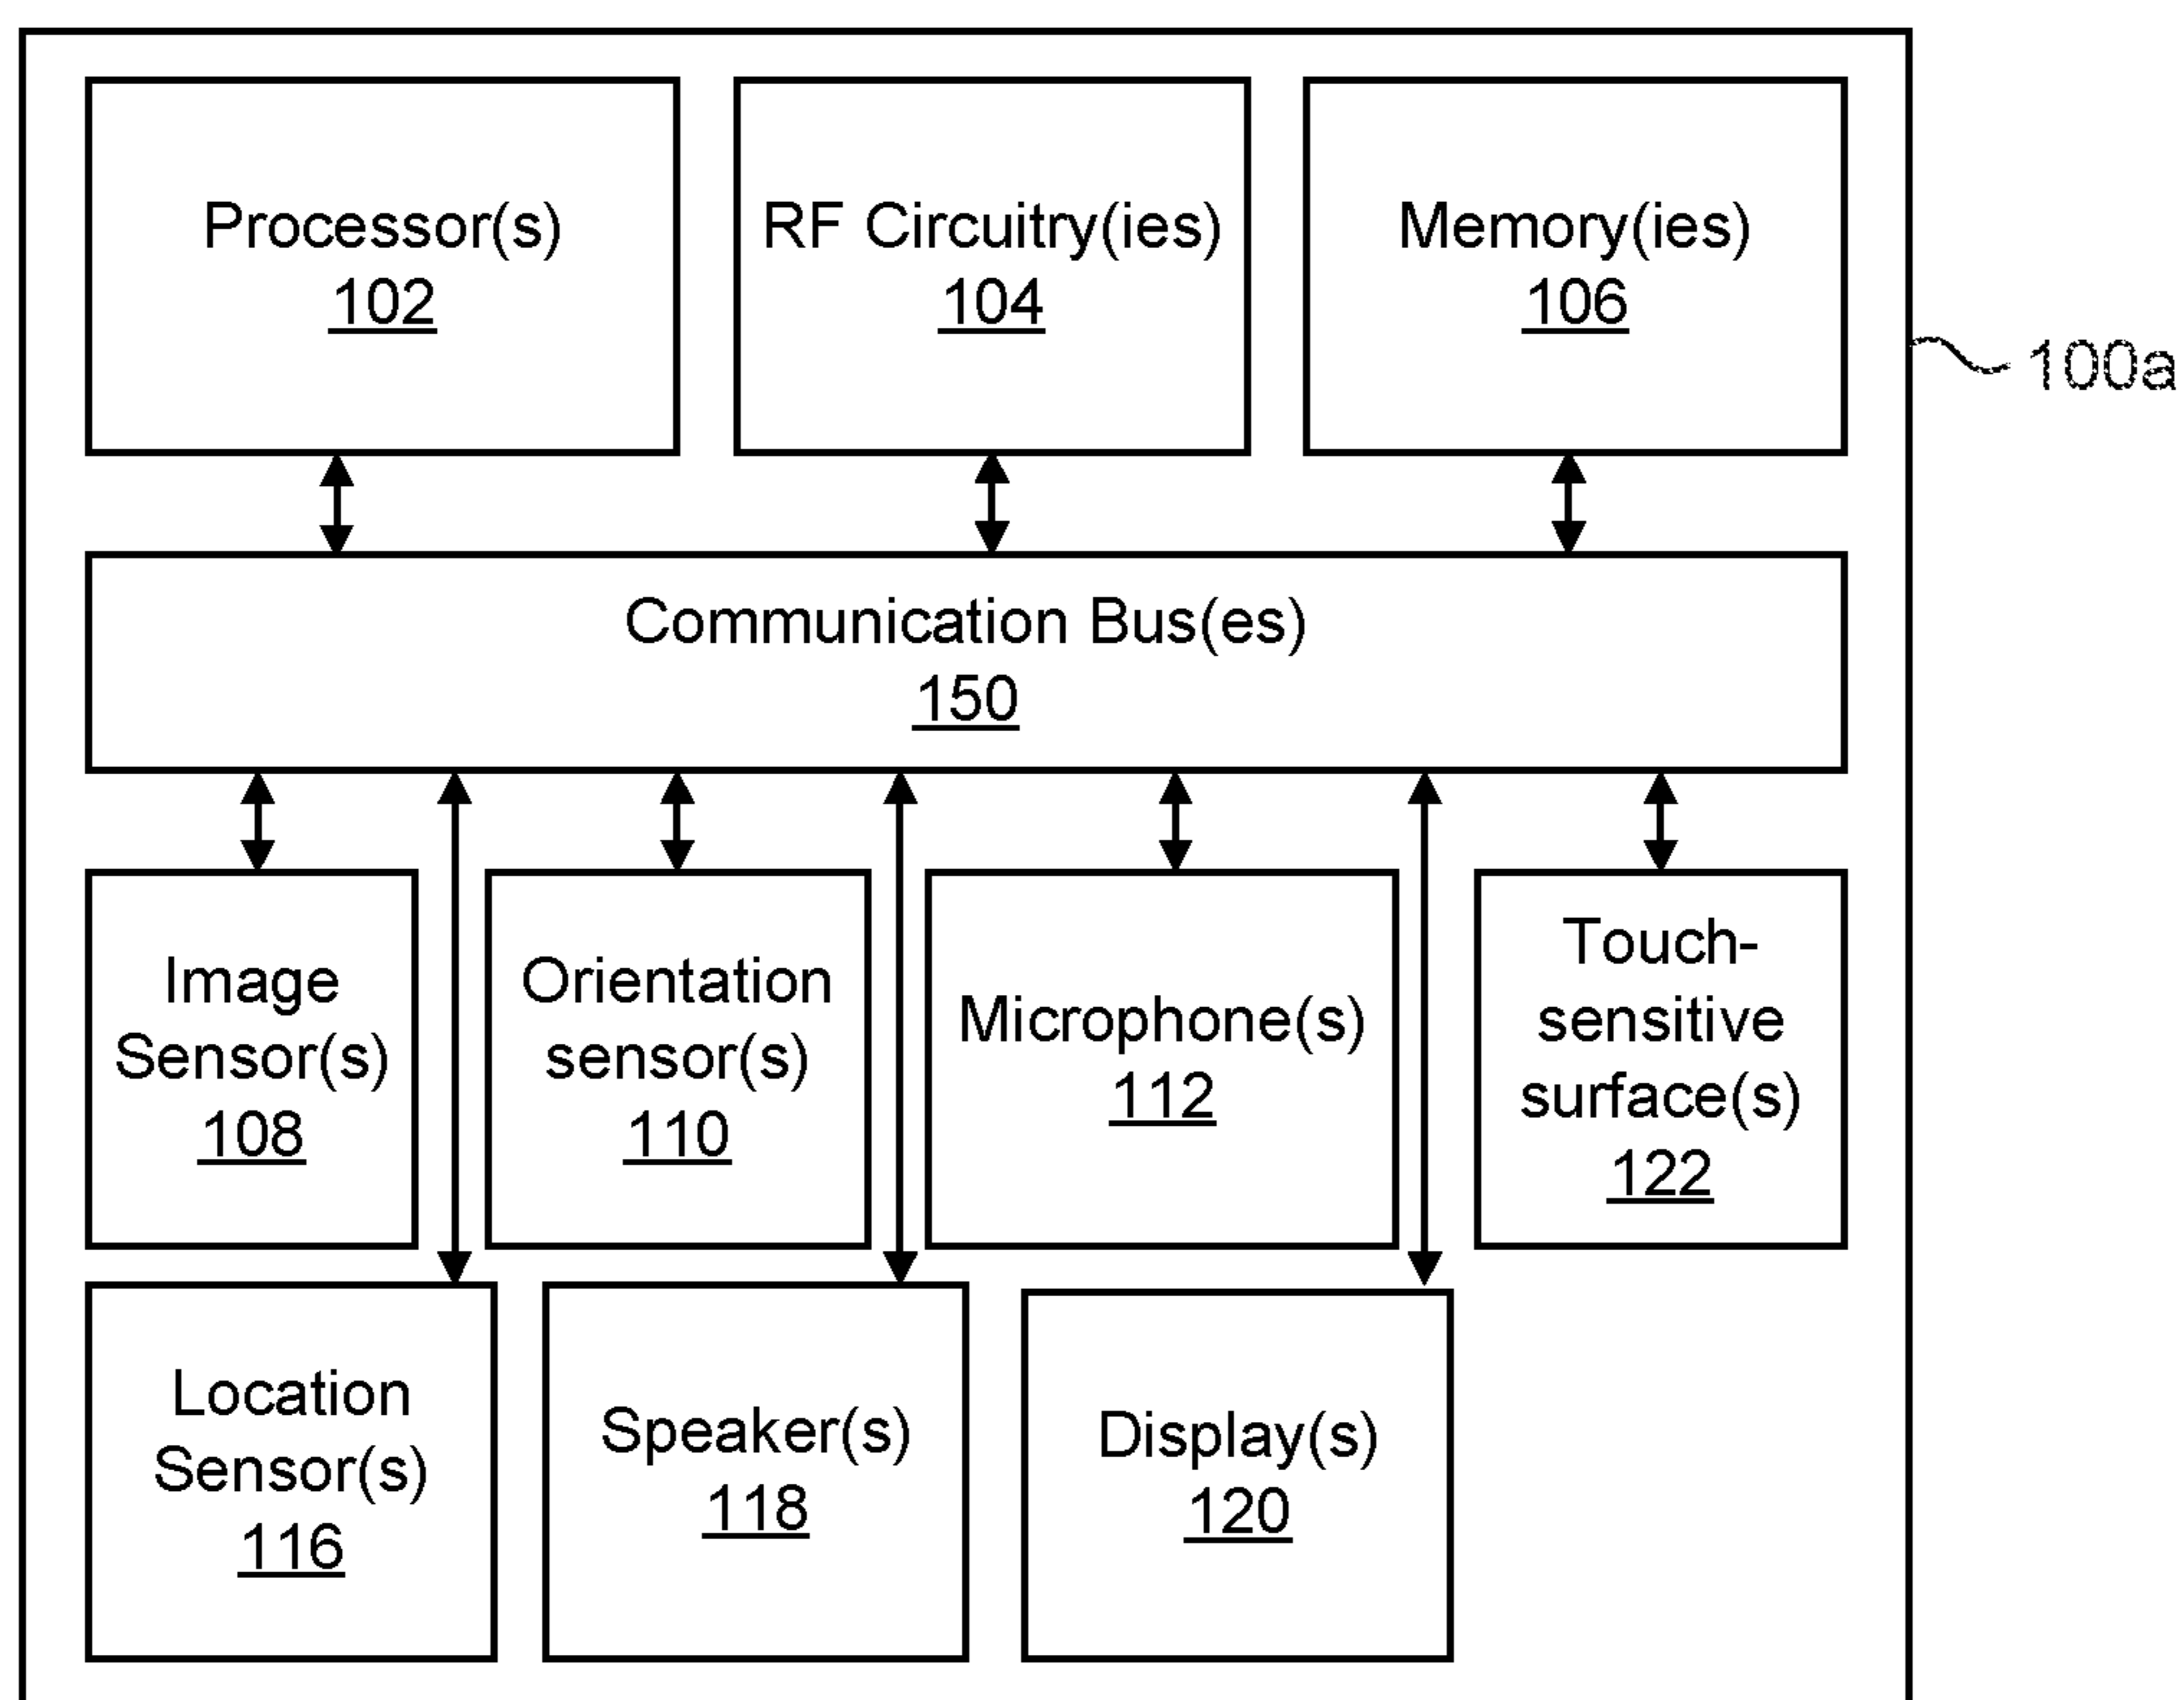 Processor(s)
102
RF Circuitry(ies)
104
Memory(ies)
106
100a
Communication Bus(es)
150
Image
Sensor(s)
108
Orientation
sensor(s)
110
Microphone(s)
112
Touch-
sensitive
surface(s)
122
Location
Sensor(s)
116
Speaker(s)
118
Display(s)
120